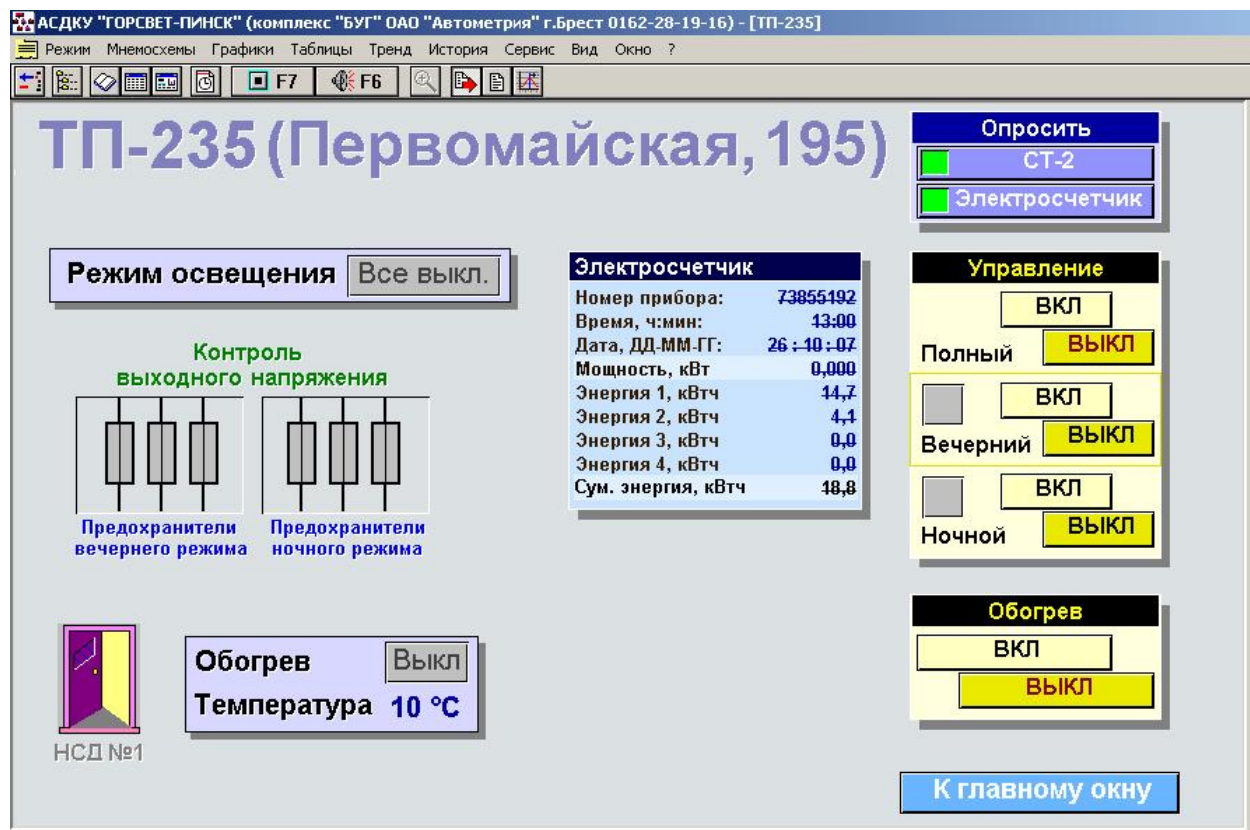 АСДКУ "ГОРСВЕТ-ПИНСК" (комплекс "БУГ" ОАО "Автометрия" г.Брест 0162-28-19-16) - [ТП-235]
Режим Мнемосхемы Графики Таблицы Тренд История Сервис Вид Окно ?
F7 F6
ТП-235 (Первомайская, 195)
Опросить
СТ-2
Электросчетчик
Режим освещения Все выкл.
Контроль
выходного напряжения
Предохранители
вечернего режима
Предохранители
ночного режима
Электросчетчик
Номер прибора: 73855192
Время, ч:мин: 13:00
Дата, ДД-ММ-ГГ: 26 : 10 : 07
Мощность, кВт 0,000
Энергия 1, кВтч 14,7
Энергия 2, кВтч 4,1
Энергия 3, кВтч 0,0
Энергия 4, кВтч 0,0
Сум. энергия, кВтч 18,8
Управление
ВКЛ
Полный ВЫКЛ
ВКЛ
Вечерний ВЫКЛ
ВКЛ
Ночной ВЫКЛ
Обогрев
ВКЛ
ВЫКЛ
НСД №1
Обогрев Выкл
Температура 10 °C
К главному окну